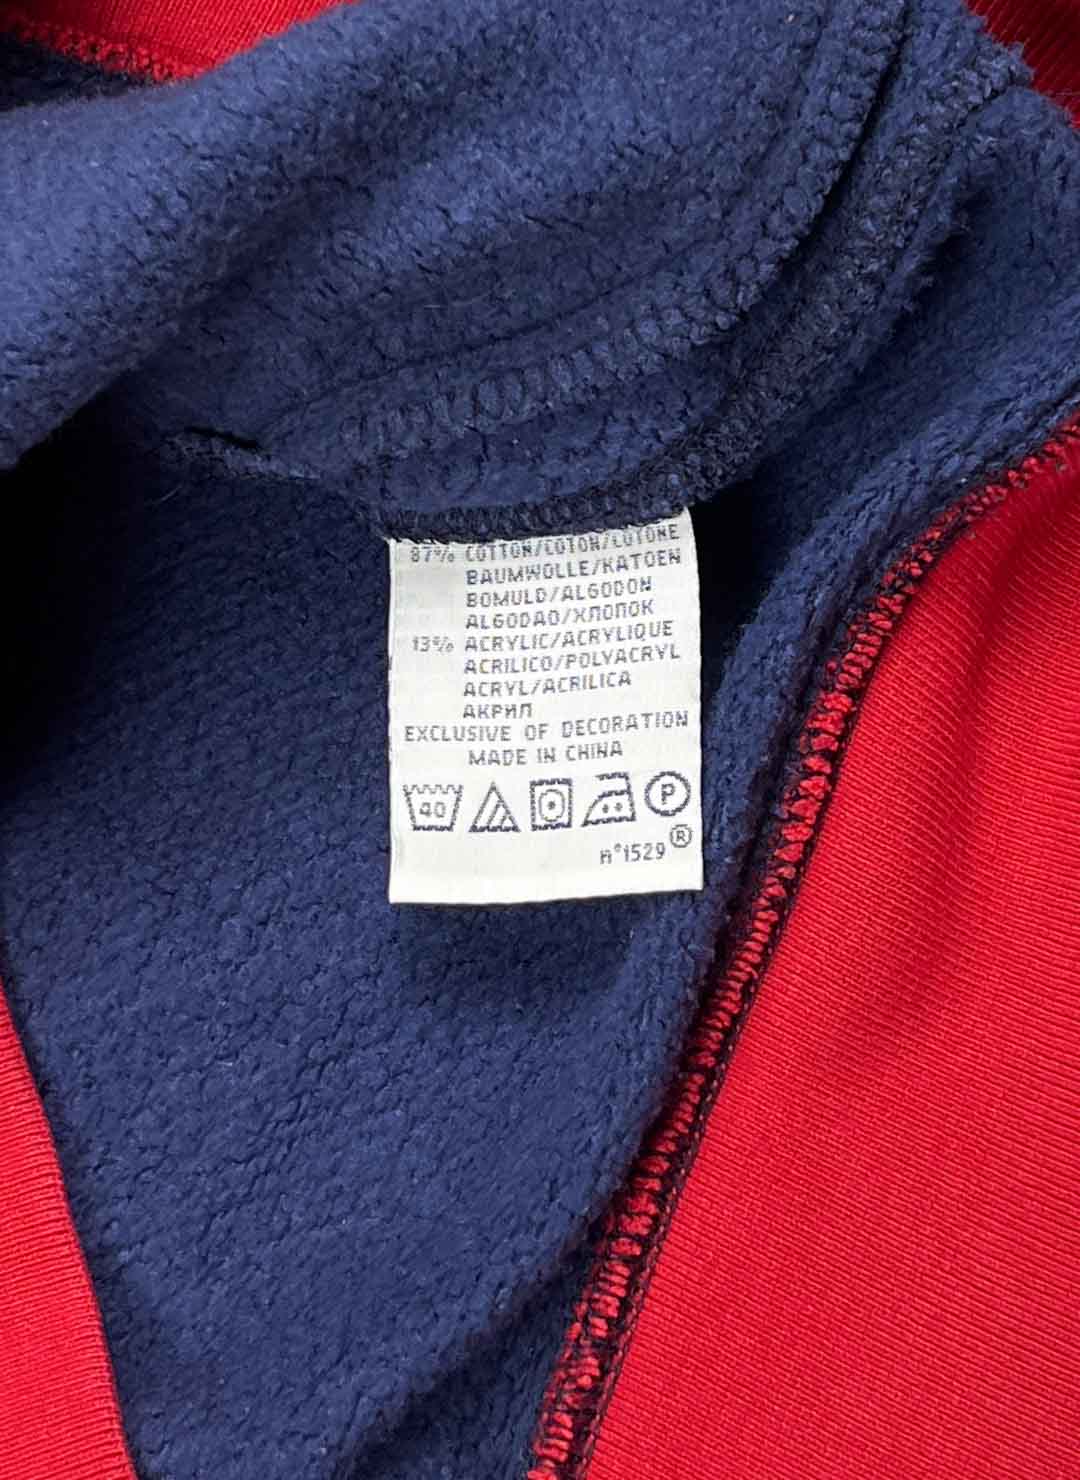 87% COTTON/COTON/COTONE
BAUMWOLLE/KATOEN
BOMULD/ALGODON
ALGODAO/ХЛОПОК
13% ACRYLIC/ACRYLIQUE
ACRILICO/POLYACRYL
ACRYL/ACRILICA
АКРИЛ
EXCLUSIVE OF DECORATION
MADE IN CHINA
40 P
n°1529 ®